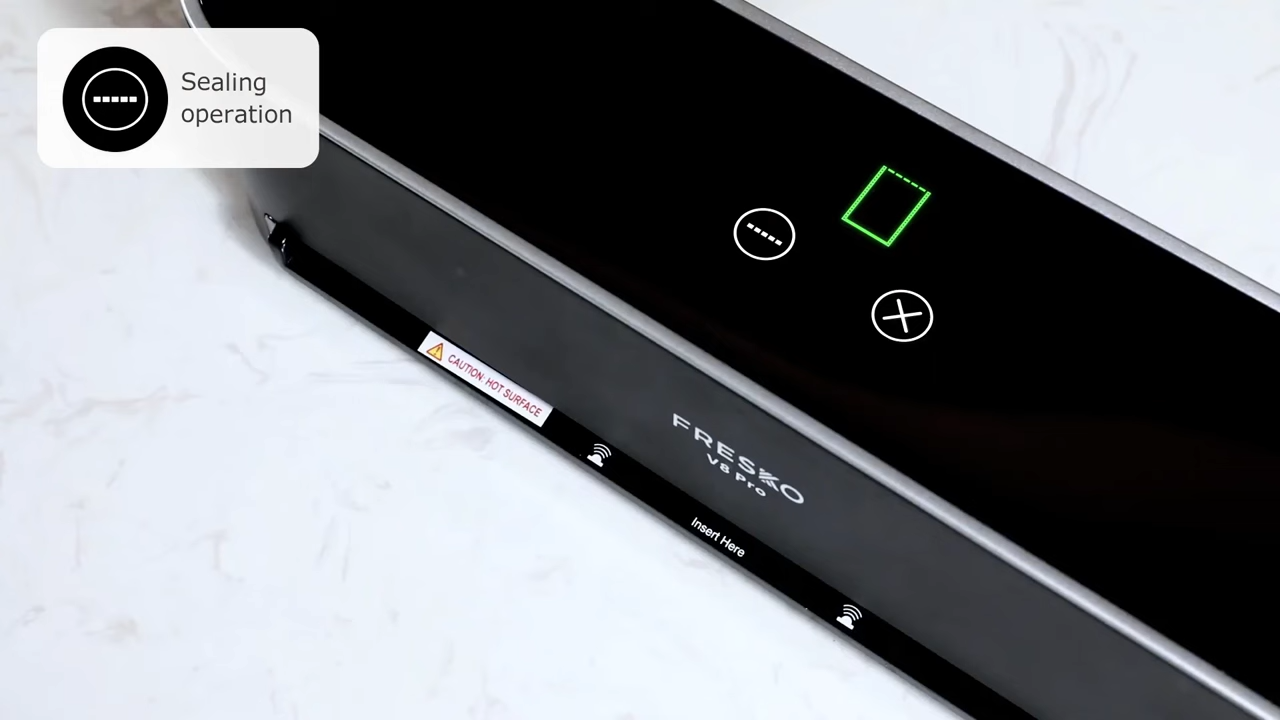 Sealing
operation
CAUTION: HOT SURFACE
FRESKO
V8 Pro
Insert Here